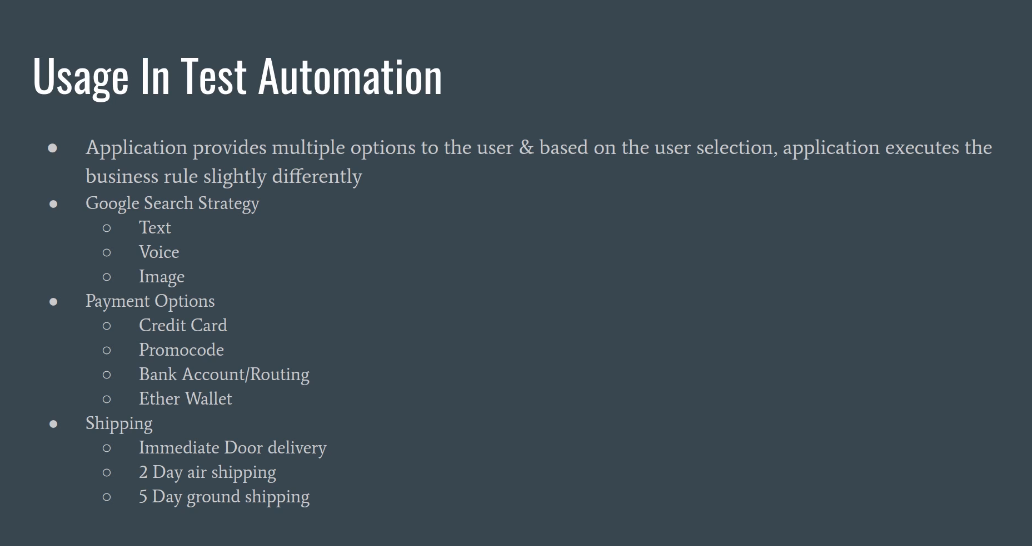 Usage In Test Automation
● Application provides multiple options to the user & based on the user selection, application executes the
business rule slightly differently
● Google Search Strategy
○ Text
○ Voice
○ Image
● Payment Options
○ Credit Card
○ Promocode
○ Bank Account/Routing
○ Ether Wallet
● Shipping
○ Immediate Door delivery
○ 2 Day air shipping
○ 5 Day ground shipping